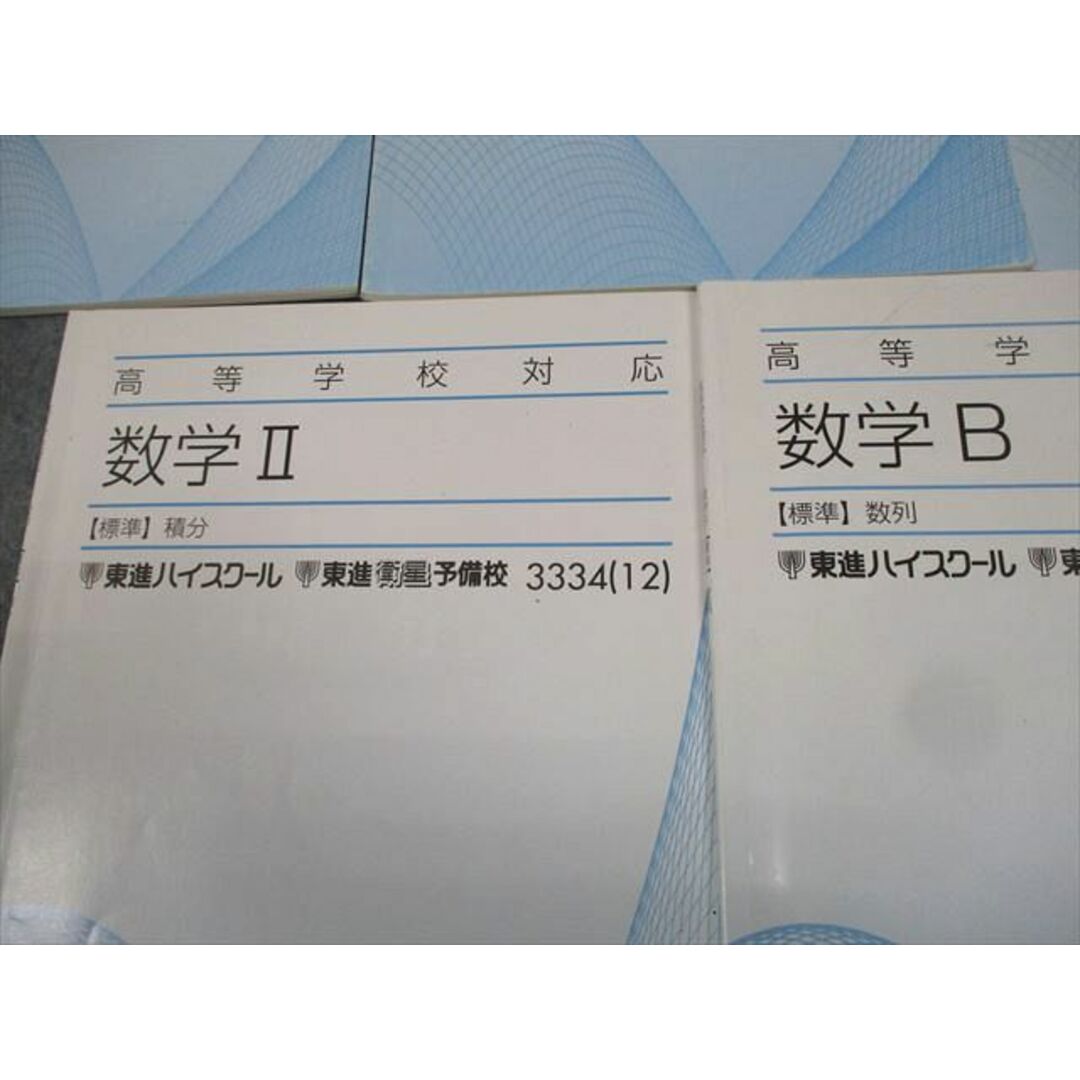 高等学校対応
数学Ⅱ
【標準】積分
東進ハイスクール 東進衛星予備校 3334(12)
高等学
数学B
【標準】数列
東進ハイスクール 東